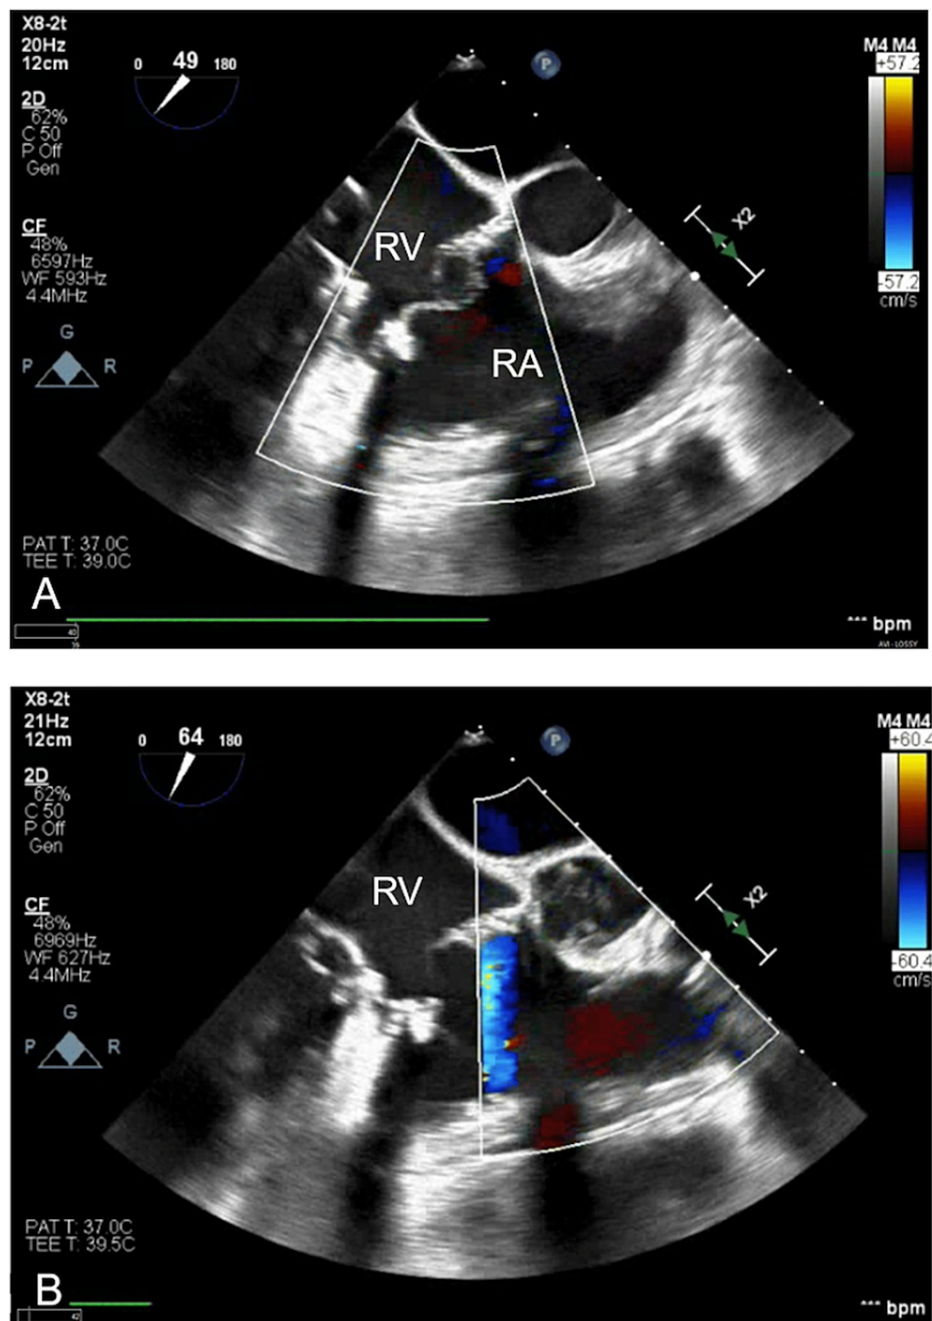 X8-2t
20Hz
12cm
0 49 180
P
M4 M4
+57.2
2D
62%
C 50
P Off
Gen
CF
48%
6597Hz
WF 593Hz
4.4MHz
X2
-57.2
cm/s
RV
RA
G
P R
PAT T: 37.0C
TEE T: 39.0C
A
*** bpm
AVI - LOSSY
X8-2t
21Hz
12cm
0 64 180
P
M4 M4
+60.4
2D
62%
C 50
P Off
Gen
CF
48%
6969Hz
WF 627Hz
4.4MHz
X2
-60.4
cm/s
RV
G
P R
PAT T: 37.0C
TEE T: 39.5C
B
*** bpm